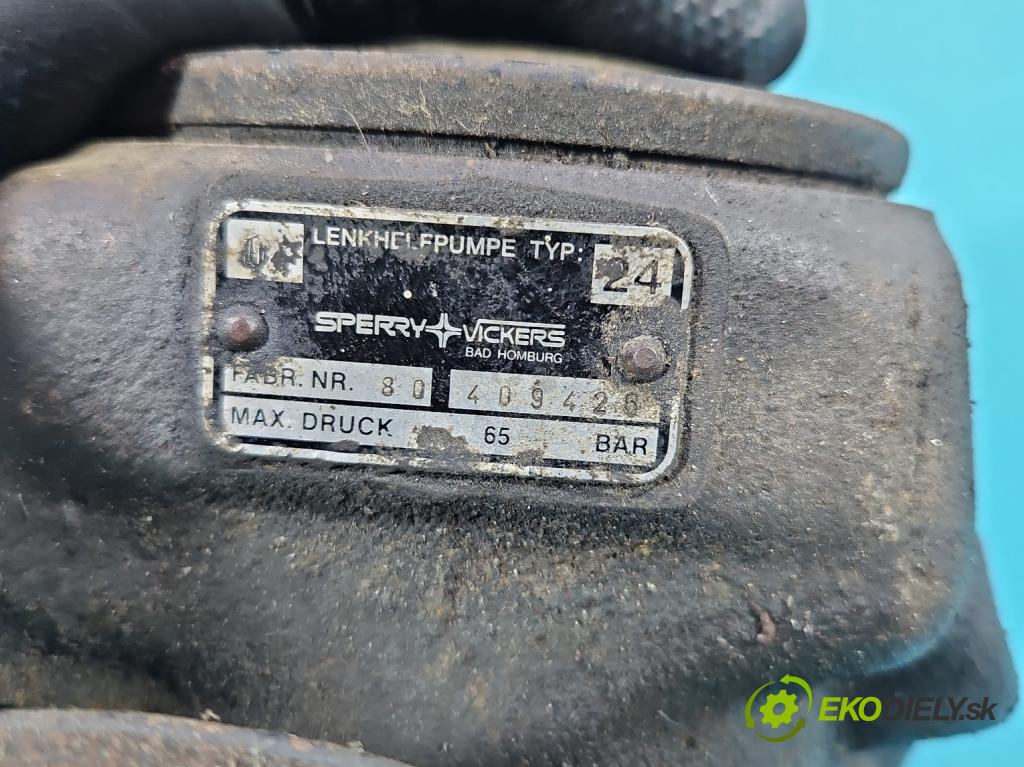 LENKHELFPUMPE TYP: 24
SPERRY VICKERS
BAD HOMBURG
FABR. NR. 80 409426
MAX. DRUCK 65 BAR
EKODIELY.sk